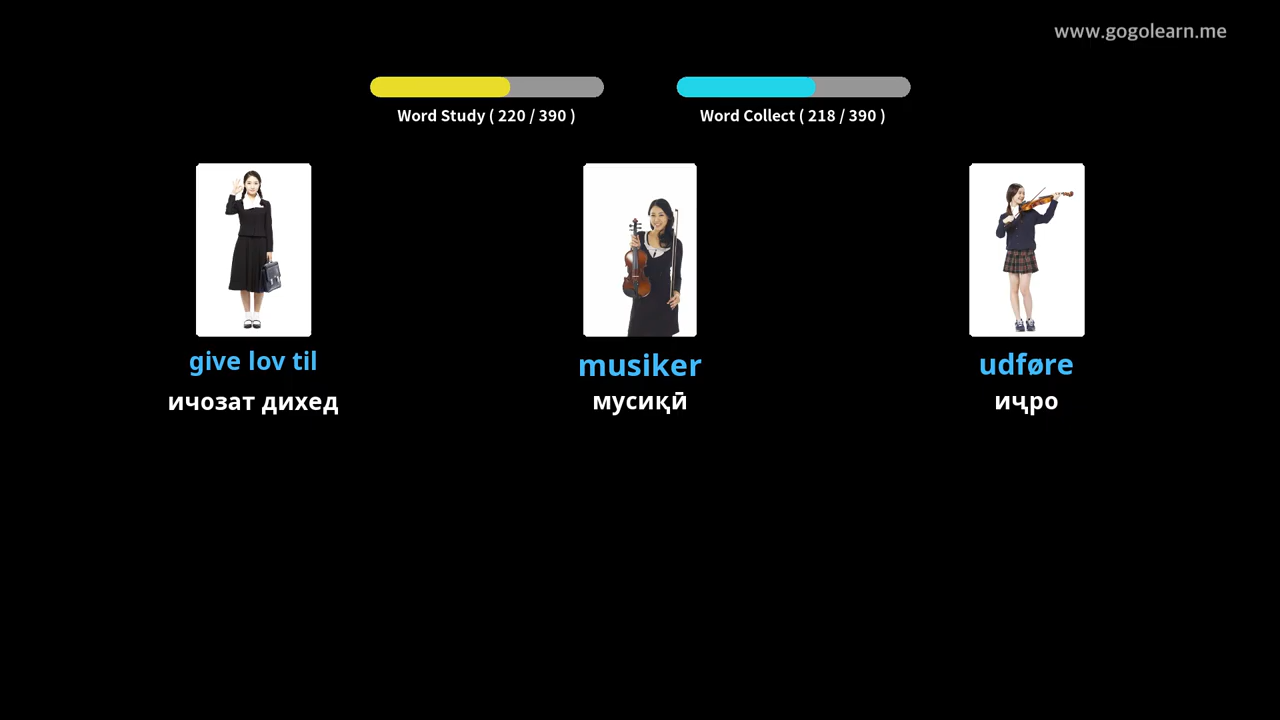 www.gogolearn.me
Word Study ( 220 / 390 )
Word Collect ( 218 / 390 )
give lov til
musiker
udføre
ичозат дихед
мусиқӣ
иҷро